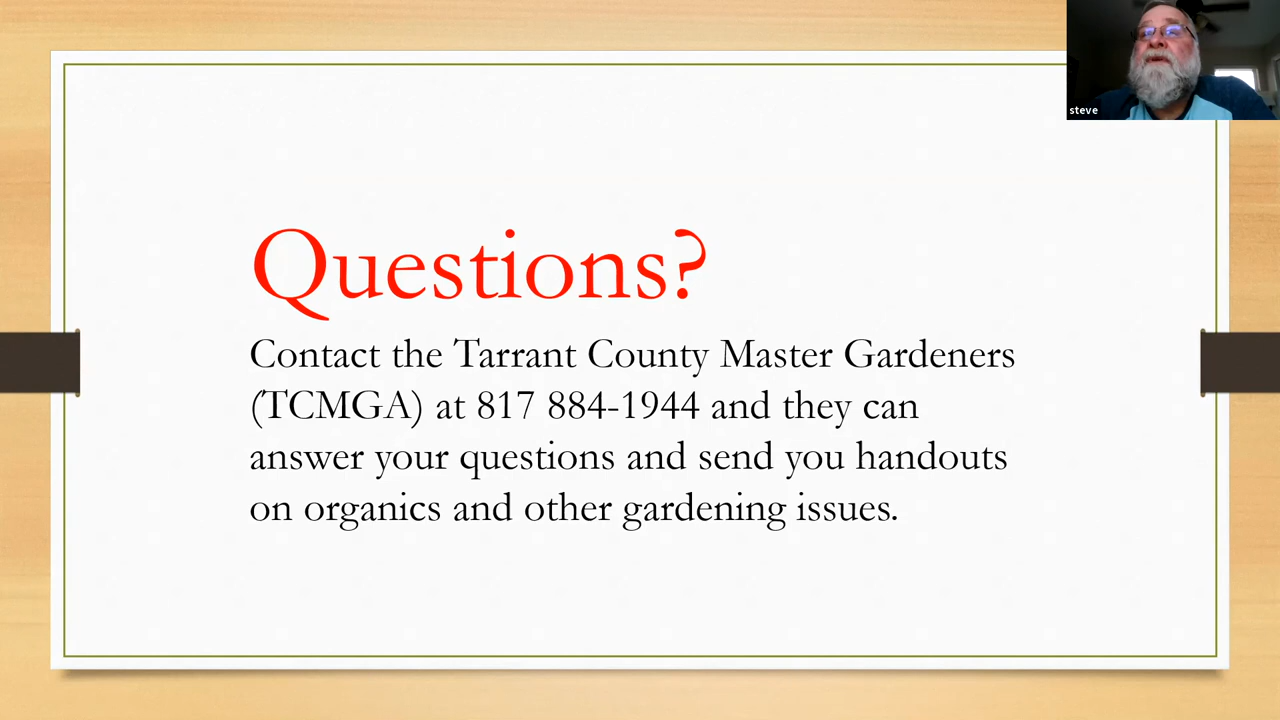 steve
Questions?
Contact the Tarrant County Master Gardeners
(TCMGA) at 817 884-1944 and they can
answer your questions and send you handouts
on organics and other gardening issues.